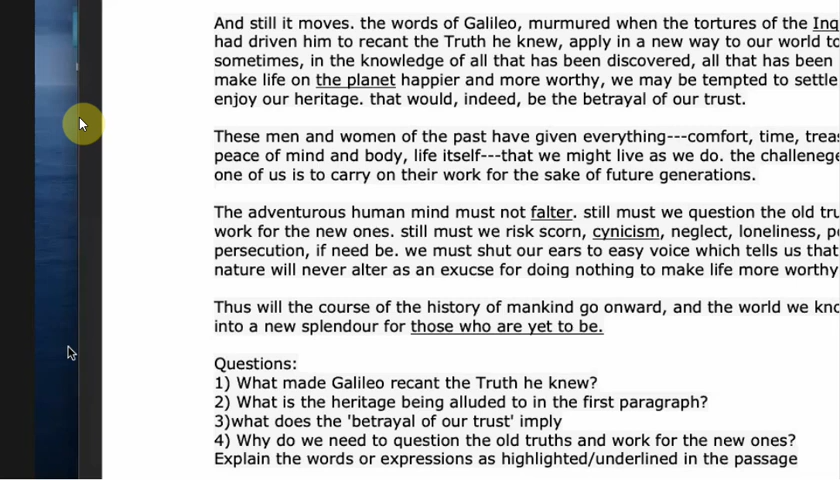 And still it moves. the words of Galileo, murmured when the tortures of the
had driven him to recant the Truth he knew, apply in a new way to our world
sometimes, in the knowledge of all that has been discovered, all that has been
make life on the planet happier and more worthy, we may be tempted to settle
enjoy our heritage. that would, indeed, be the betrayal of our trust.
These men and women of the past have given everything---comfort, time,
peace of mind and body, life itself---that we might live as we do. the challenege
one of us is to carry on their work for the sake of future generations.
The adventurous human mind must not falter. still must we question the old
work for the new ones. still must we risk scorn, cynicism, neglect, loneliness,
persecution, if need be. we must shut our ears to easy voice which tells us that
nature will never alter as an exucse for doing nothing to make life more worthy
Thus will the course of the history of mankind go onward, and the world we
into a new splendour for those who are yet to be.
Questions:
1) What made Galileo recant the Truth he knew?
2) What is the heritage being alluded to in the first paragraph?
3)what does the 'betrayal of our trust' imply
4) Why do we need to question the old truths and work for the new ones?
Explain the words or expressions as highlighted/underlined in the passage